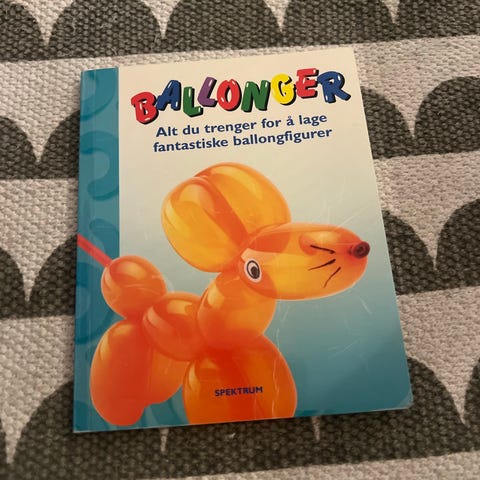 BALLONGER
Alt du trenger for å lage
fantastiske ballongfigurer
SPEKTRUM